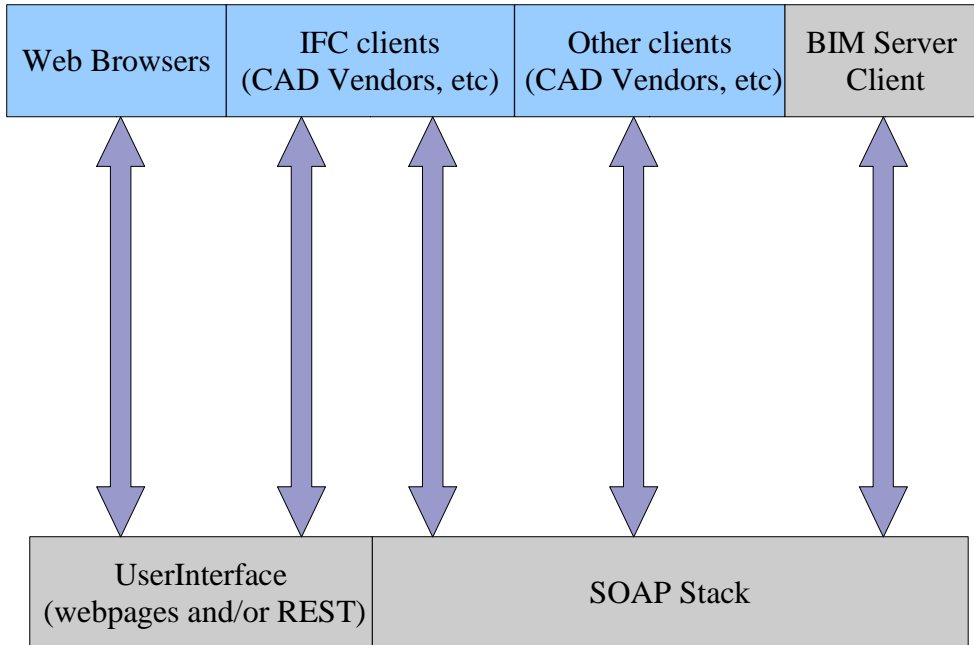 Web Browsers
IFC clients
(CAD Vendors, etc)
Other clients
(CAD Vendors, etc)
BIM Server
Client
UserInterface
(webpages and/or REST)
SOAP Stack